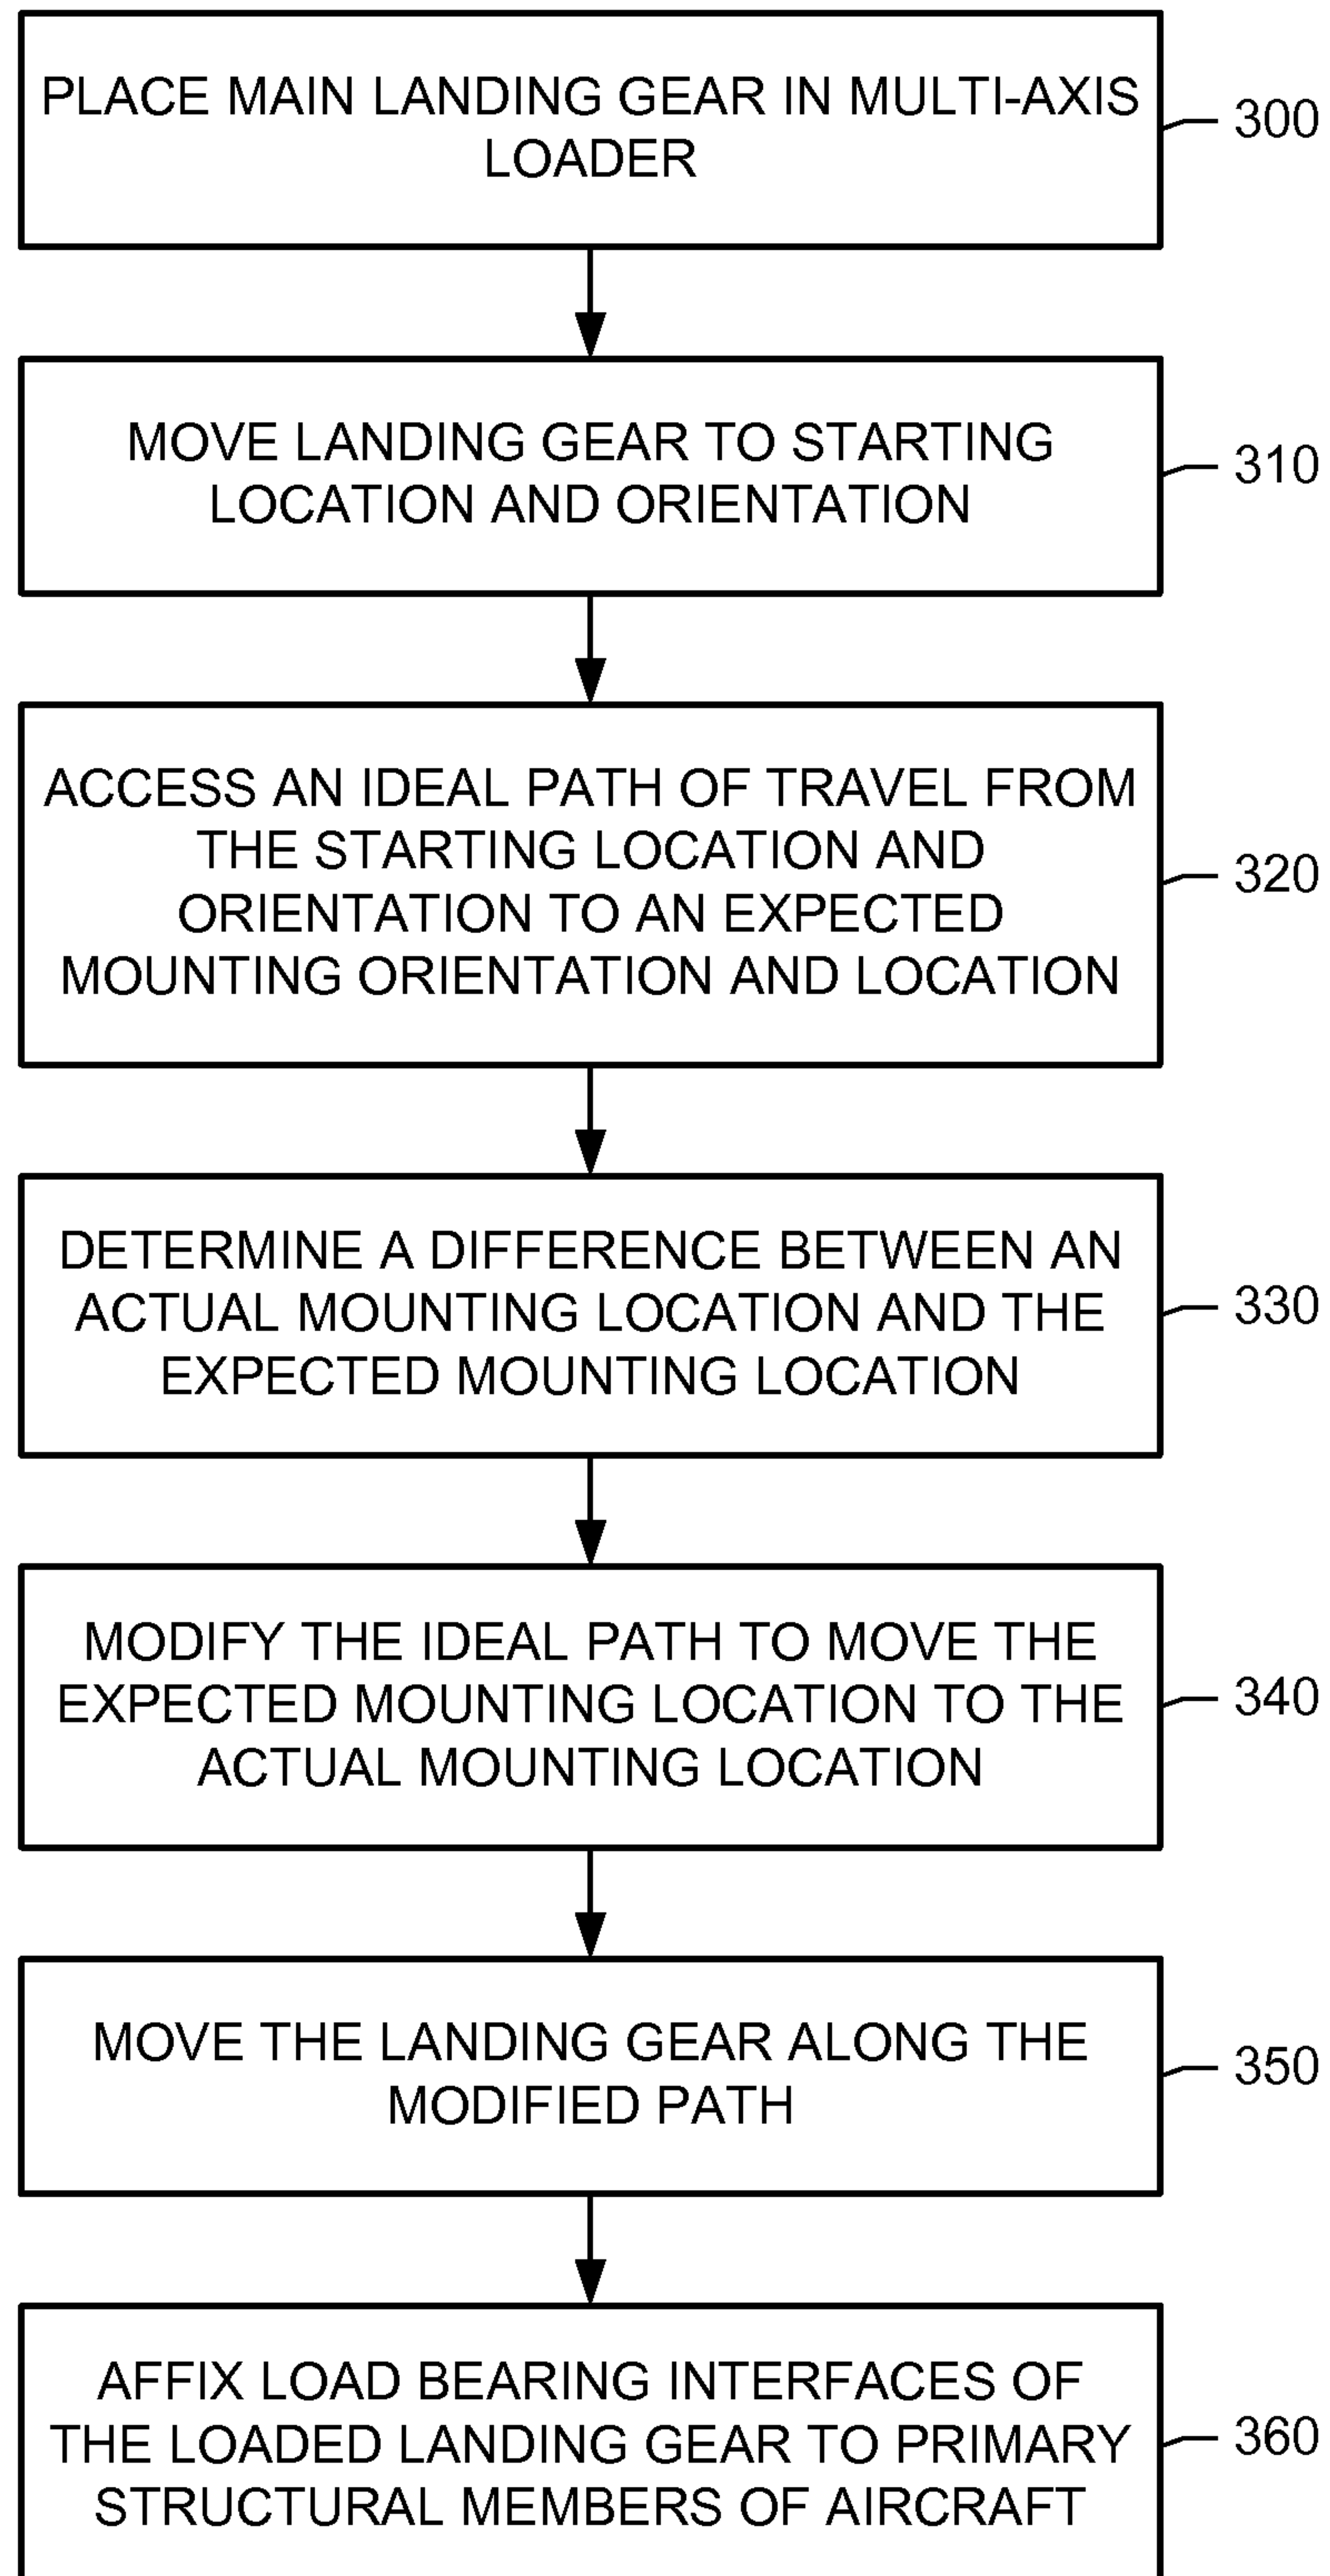 PLACE MAIN LANDING GEAR IN MULTI-AXIS
LOADER
300
MOVE LANDING GEAR TO STARTING
LOCATION AND ORIENTATION
310
ACCESS AN IDEAL PATH OF TRAVEL FROM
THE STARTING LOCATION AND
ORIENTATION TO AN EXPECTED
MOUNTING ORIENTATION AND LOCATION
320
DETERMINE A DIFFERENCE BETWEEN AN
ACTUAL MOUNTING LOCATION AND THE
EXPECTED MOUNTING LOCATION
330
MODIFY THE IDEAL PATH TO MOVE THE
EXPECTED MOUNTING LOCATION TO THE
ACTUAL MOUNTING LOCATION
340
MOVE THE LANDING GEAR ALONG THE
MODIFIED PATH
350
AFFIX LOAD BEARING INTERFACES OF
THE LOADED LANDING GEAR TO PRIMARY
STRUCTURAL MEMBERS OF AIRCRAFT
360